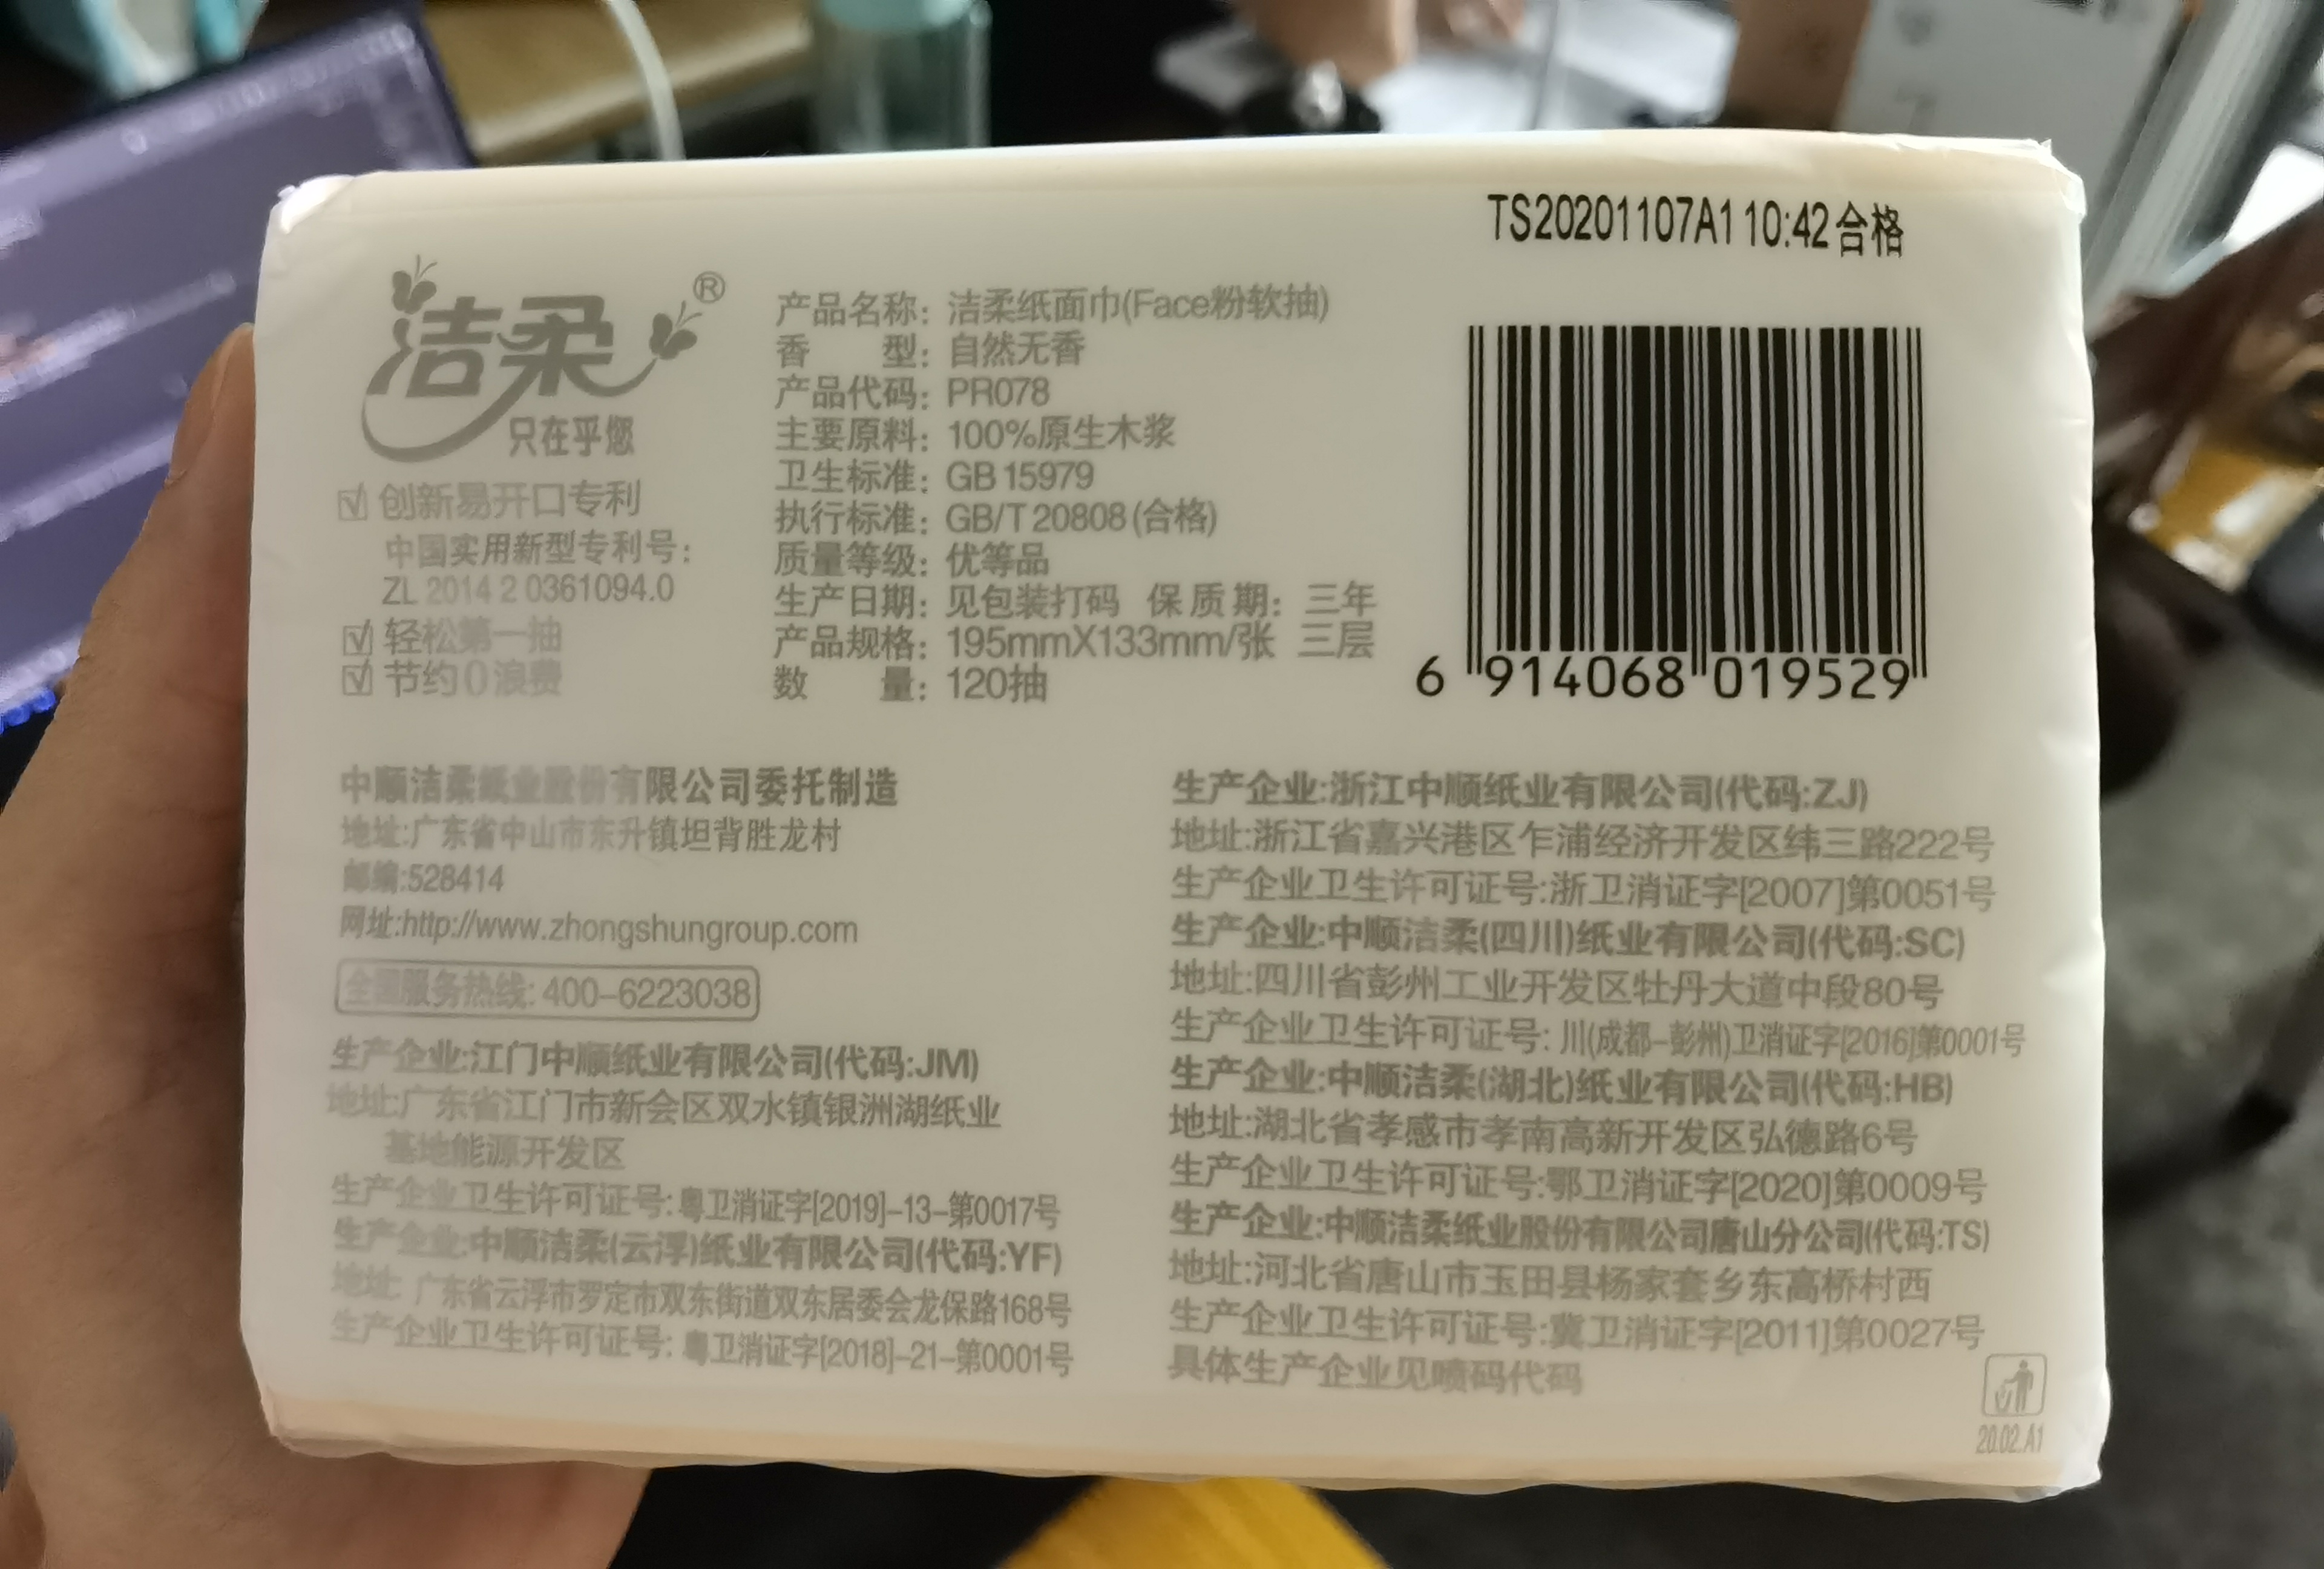 TS20201107A1 10:42合格
洁柔®
只在乎您
创新易开口专利
中国实用新型专利号:
ZL 2014 2 0361094.0
轻松第一抽
节约0浪费
产品名称: 洁柔纸面巾(Face粉软抽)
香 型: 自然无香
产品代码: PR078
主要原料: 100%原生木浆
卫生标准: GB 15979
执行标准: GB/T 20808 (合格)
质量等级: 优等品
生产日期: 见包装打码 保质期: 三年
产品规格: 195mmX133mm/张 三层
数 量: 120抽
6 914068 019529
中顺洁柔纸业股份有限公司委托制造
地址:广东省中山市东升镇坦背胜龙村
邮编:528414
网址:http://www.zhongshungroup.com
全国服务热线: 400-6223038
生产企业:江门中顺纸业有限公司(代码:JM)
地址:广东省江门市新会区双水镇银洲湖纸业
基地能源开发区
生产企业卫生许可证号: 粤卫消证字[2019]-13-第0017号
生产企业:中顺洁柔(云浮)纸业有限公司(代码:YF)
地址: 广东省云浮市罗定市双东街道双东居委会龙保路168号
生产企业卫生许可证号: 粤卫消证字[2018]-21-第0001号
生产企业:浙江中顺纸业有限公司(代码:ZJ)
地址:浙江省嘉兴港区乍浦经济开发区纬三路222号
生产企业卫生许可证号:浙卫消证字[2007]第0051号
生产企业:中顺洁柔(四川)纸业有限公司(代码:SC)
地址:四川省彭州工业开发区牡丹大道中段80号
生产企业卫生许可证号: 川(成都-彭州)卫消证字[2016]第0001号
生产企业:中顺洁柔(湖北)纸业有限公司(代码:HB)
地址:湖北省孝感市孝南高新开发区弘德路6号
生产企业卫生许可证号:鄂卫消证字[2020]第0009号
生产企业:中顺洁柔纸业股份有限公司唐山分公司(代码:TS)
地址:河北省唐山市玉田县杨家套乡东高桥村西
生产企业卫生许可证号:冀卫消证字[2011]第0027号
具体生产企业见喷码代码
20.02.A1